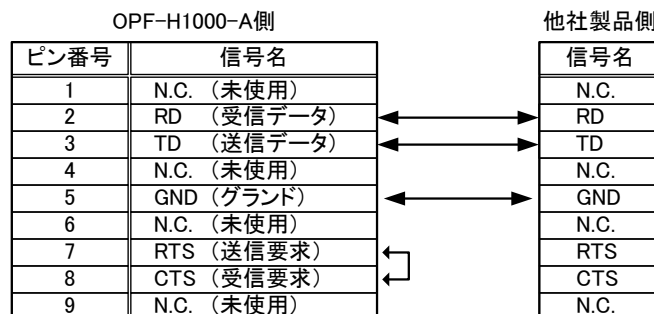 OPF-H1000-A側 他社製品側
ピン番号 信号名 信号名
1 N.C. （未使用） N.C.
2 RD （受信データ） RD
3 TD （送信データ） TD
4 N.C. （未使用） N.C.
5 GND （グランド） GND
6 N.C. （未使用） N.C.
7 RTS （送信要求） RTS
8 CTS （受信要求） CTS
9 N.C. （未使用） N.C.